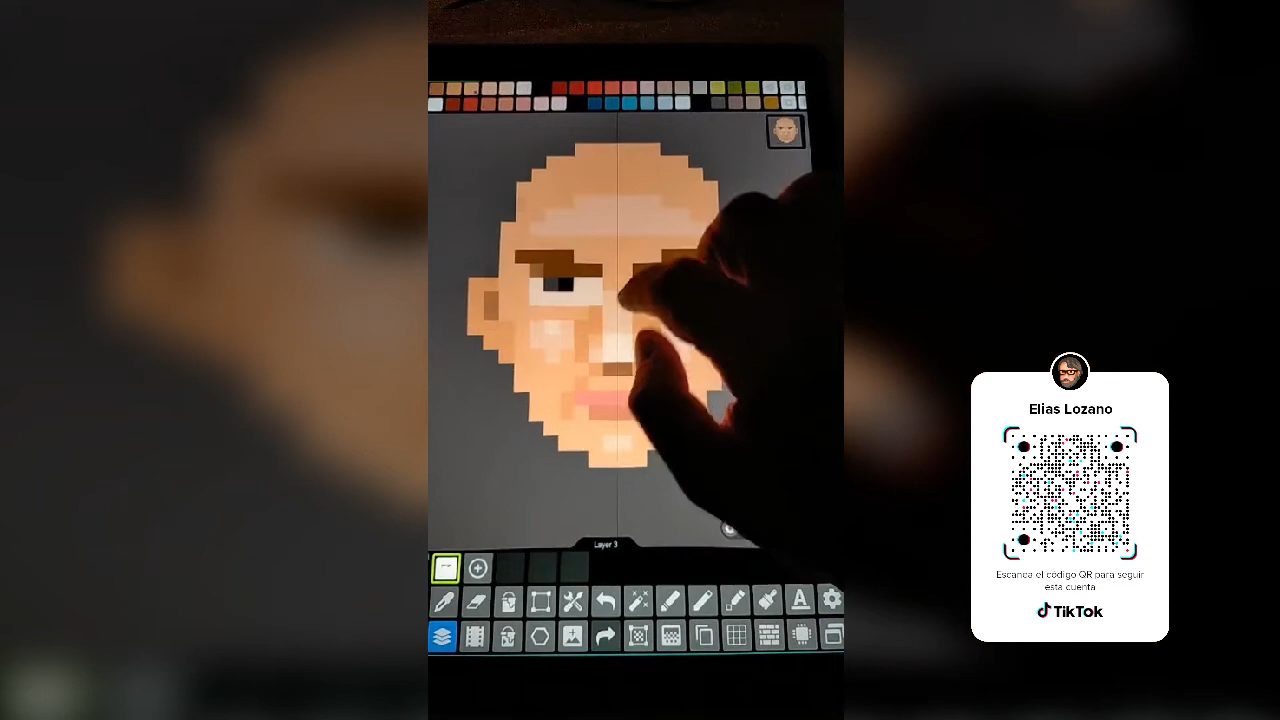 Layer 3
A
Elias Lozano
Escanea el código QR para seguir
esta cuenta
TikTok